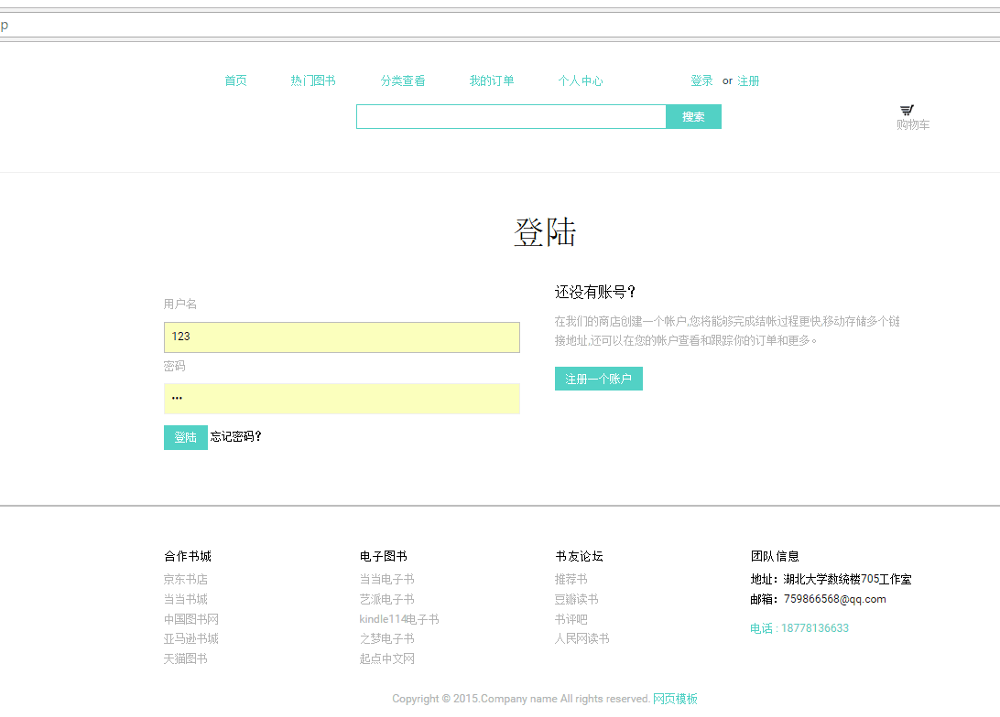 p
首页 热门图书 分类查看 我的订单 个人中心 登录 or 注册
搜索
购物车
登陆
用户名
123
密码
•••
登陆 忘记密码?
还没有账号?
在我们的商店创建一个帐户,您将能够完成结帐过程更快,移动存储多个链
接地址,还可以在您的帐户查看和跟踪你的订单和更多。
注册一个账户
合作书城
京东书店
当当书城
中国图书网
亚马逊书城
天猫图书
电子图书
当当电子书
艺派电子书
kindle114电子书
之梦电子书
起点中文网
书友论坛
推荐书
豆瓣读书
书评吧
人民网读书
团队信息
地址：湖北大学数统楼705工作室
邮箱：759866568@qq.com
电话 : 18778136633
Copyright © 2015.Company name All rights reserved. 网页模板